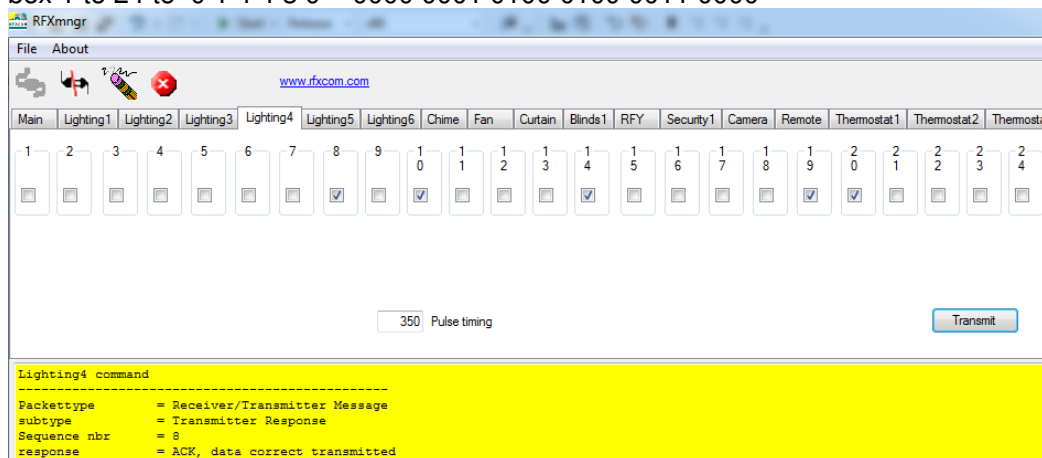 RFXmngr
File About
www.rfxcom.com
Main Lighting1 Lighting2 Lighting3 Lighting4 Lighting5 Lighting6 Chime Fan Curtain Blinds1 RFY Security1 Camera Remote Thermostat1 Thermostat2 Thermosta
1 2 3 4 5 6 7 8 9 10 11 12 13 14 15 16 17 18 19 20 21 22 23 24
350 Pulse timing Transmit
Lighting4 command
------------------------------------------------
Packettype = Receiver/Transmitter Message
subtype = Transmitter Response
Sequence nbr = 8
response = ACK, data correct transmitted